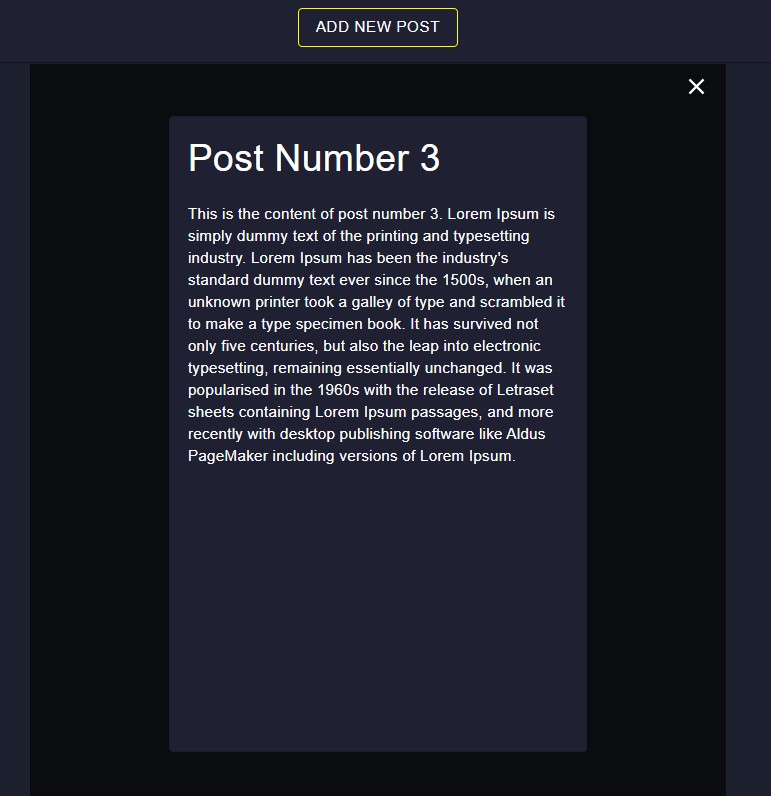 ADD NEW POST
Post Number 3
This is the content of post number 3. Lorem Ipsum is
simply dummy text of the printing and typesetting
industry. Lorem Ipsum has been the industry's
standard dummy text ever since the 1500s, when an
unknown printer took a galley of type and scrambled it
to make a type specimen book. It has survived not
only five centuries, but also the leap into electronic
typesetting, remaining essentially unchanged. It was
popularised in the 1960s with the release of Letraset
sheets containing Lorem Ipsum passages, and more
recently with desktop publishing software like Aldus
PageMaker including versions of Lorem Ipsum.